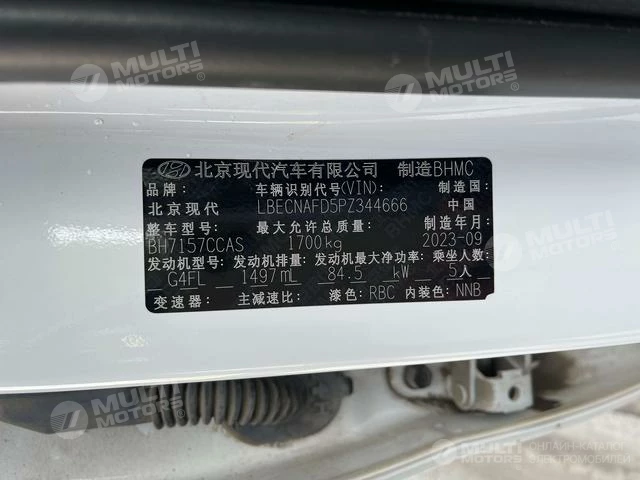 MULTI
MOTORS®
MULTI
MOTORS
北京现代汽车有限公司 制造BHMC
品牌: 车辆识别代号(VIN): 制造国:
北京现代 LBECNAFD5PZ344666 中国
型号: 最大允许总质量: 制造年月:
BH7157CCAS 1700kg 2023-09
发动机型号: 发动机排量: 发动机最大净功率: 乘坐人数:
G4FL 1497mL 84.5 kW 5人
变速器: 主减速比: 漆色: RBC 内装色: NNB
MULTI
MOTORS
MULTI
MOTORS
ОНЛАЙН-КАТАЛОГ
ЭЛЕКТРОМОБИЛЕЙ